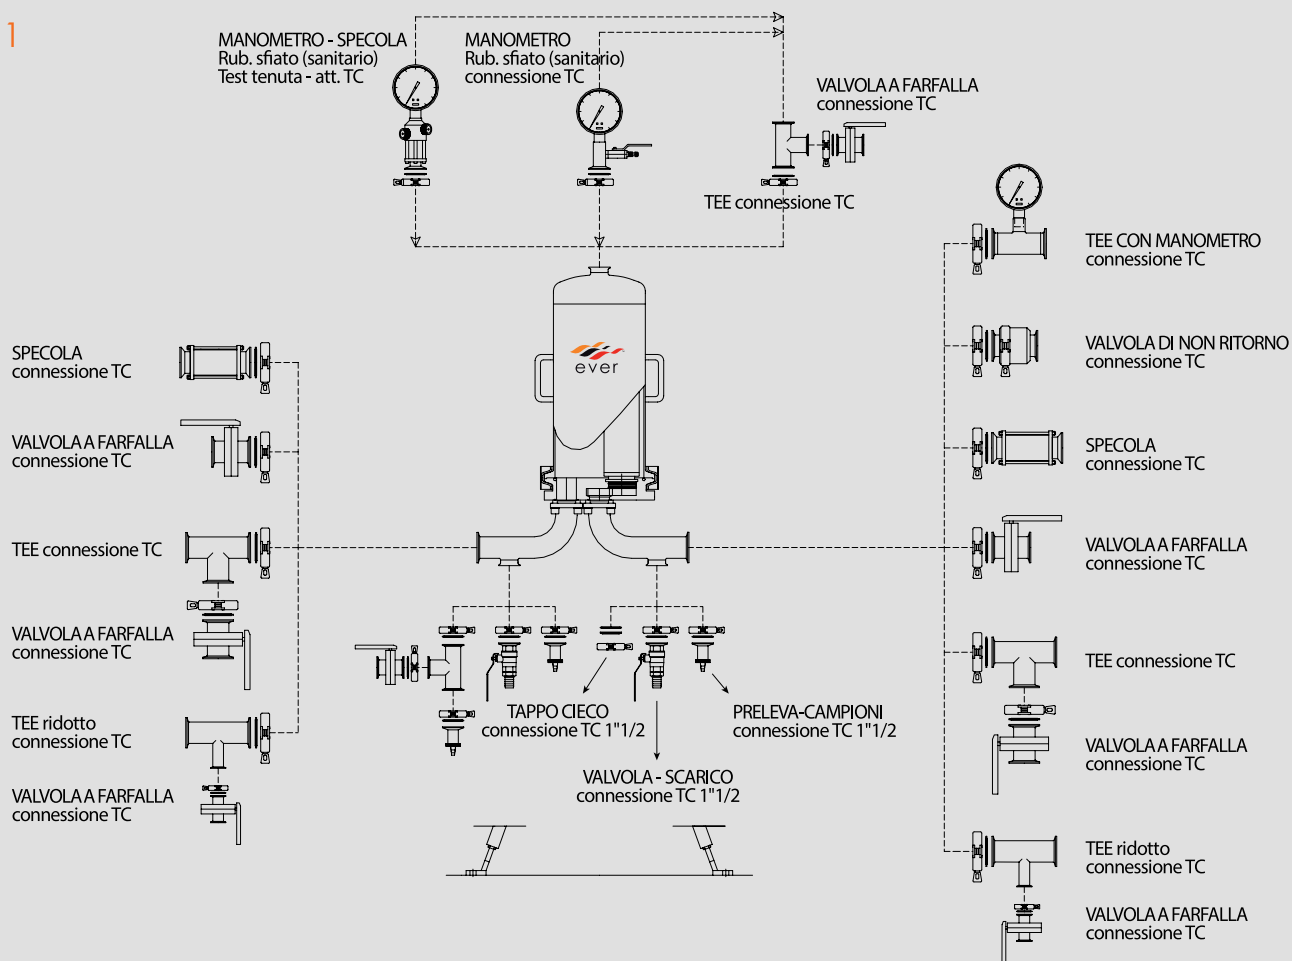 1
MANOMETRO - SPECOLA
Rub. sfiato (sanitario)
Test tenuta - att. TC
MANOMETRO
Rub. sfiato (sanitario)
connessione TC
VALVOLA A FARFALLA
connessione TC
TEE connessione TC
TEE CON MANOMETRO
connessione TC
SPECOLA
connessione TC
ever
VALVOLA DI NON RITORNO
connessione TC
VALVOLA A FARFALLA
connessione TC
SPECOLA
connessione TC
TEE connessione TC
VALVOLA A FARFALLA
connessione TC
VALVOLA A FARFALLA
connessione TC
TEE connessione TC
TEE ridotto
connessione TC
TAPPO CIECO
connessione TC 1"1/2
PRELEVA-CAMPIONI
connessione TC 1"1/2
VALVOLA A FARFALLA
connessione TC
VALVOLA A FARFALLA
connessione TC
VALVOLA - SCARICO
connessione TC 1"1/2
TEE ridotto
connessione TC
VALVOLA A FARFALLA
connessione TC